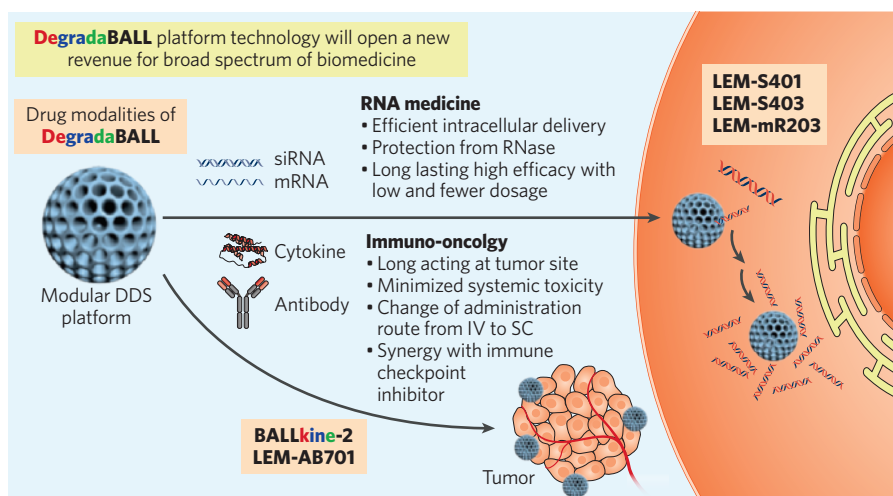 DegradaBALL platform technology will open a new
revenue for broad spectrum of biomedicine
Drug modalities of
DegradaBALL
Modular DDS
platform
siRNA
mRNA
RNA medicine
• Efficient intracellular delivery
• Protection from RNase
• Long lasting high efficacy with
low and fewer dosage
Cytokine
Antibody
Immuno-oncolgy
• Long acting at tumor site
• Minimized systemic toxicity
• Change of administration
route from IV to SC
• Synergy with immune
checkpoint
inhibitor
BALLkine-2
LEM-AB701
Tumor
LEM-S401
LEM-S403
LEM-mR203